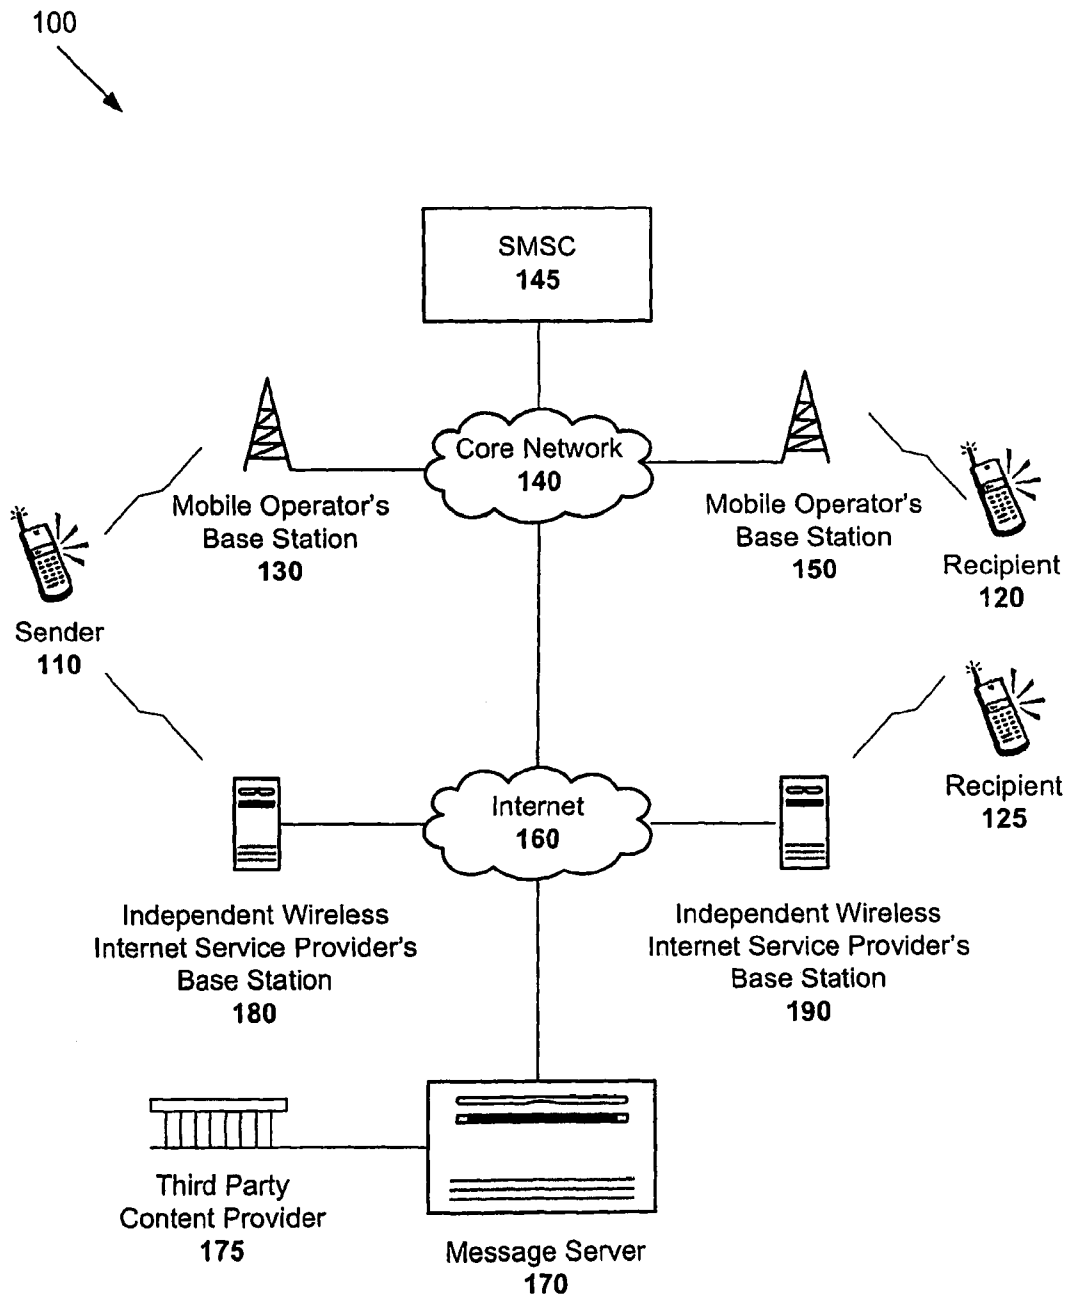 100
SMSC
145
Core Network
140
Mobile Operator's
Base Station
130
Mobile Operator's
Base Station
150
Recipient
120
Sender
110
Recipient
125
Internet
160
Independent Wireless
Internet Service Provider's
Base Station
180
Independent Wireless
Internet Service Provider's
Base Station
190
Third Party
Content Provider
175
Message Server
170